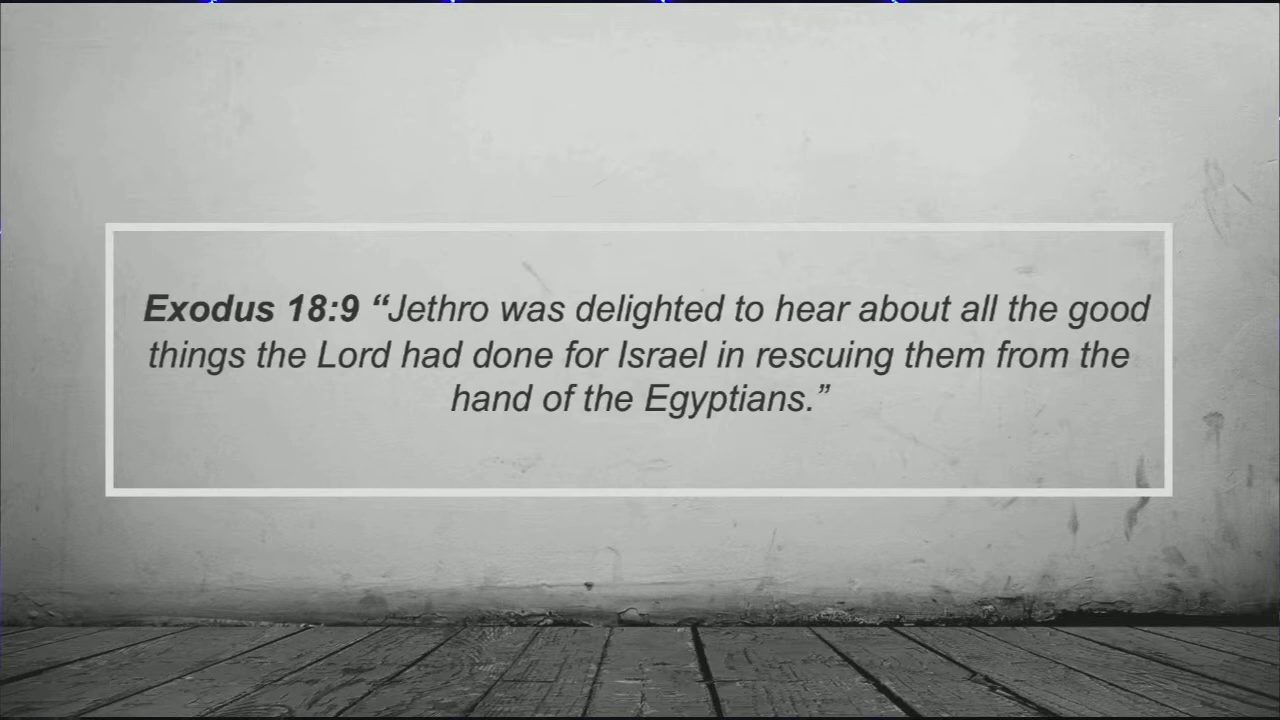 Exodus 18:9 “Jethro was delighted to hear about all the good
things the Lord had done for Israel in rescuing them from the
hand of the Egyptians.”